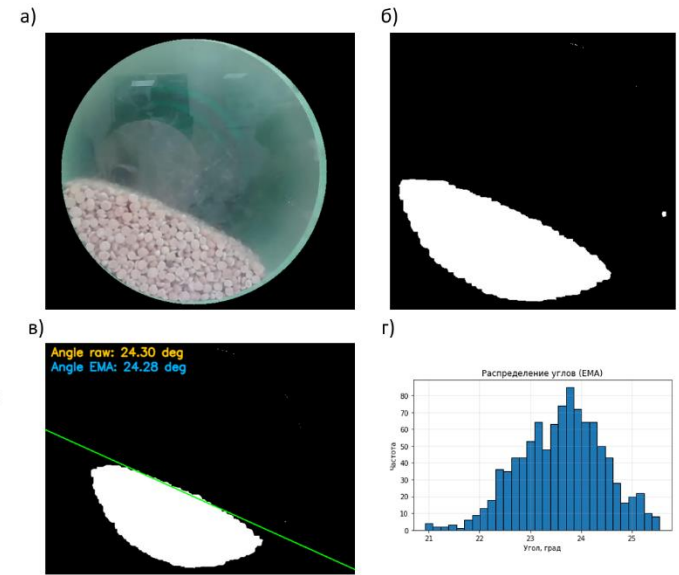 а)
б)
в)
Angle raw: 24.30 deg
Angle EMA: 24.28 deg
г)
Распределение углов (EMA)
Частота
80
70
60
50
40
30
20
10
0
21 22 23 24 25
Угол, град